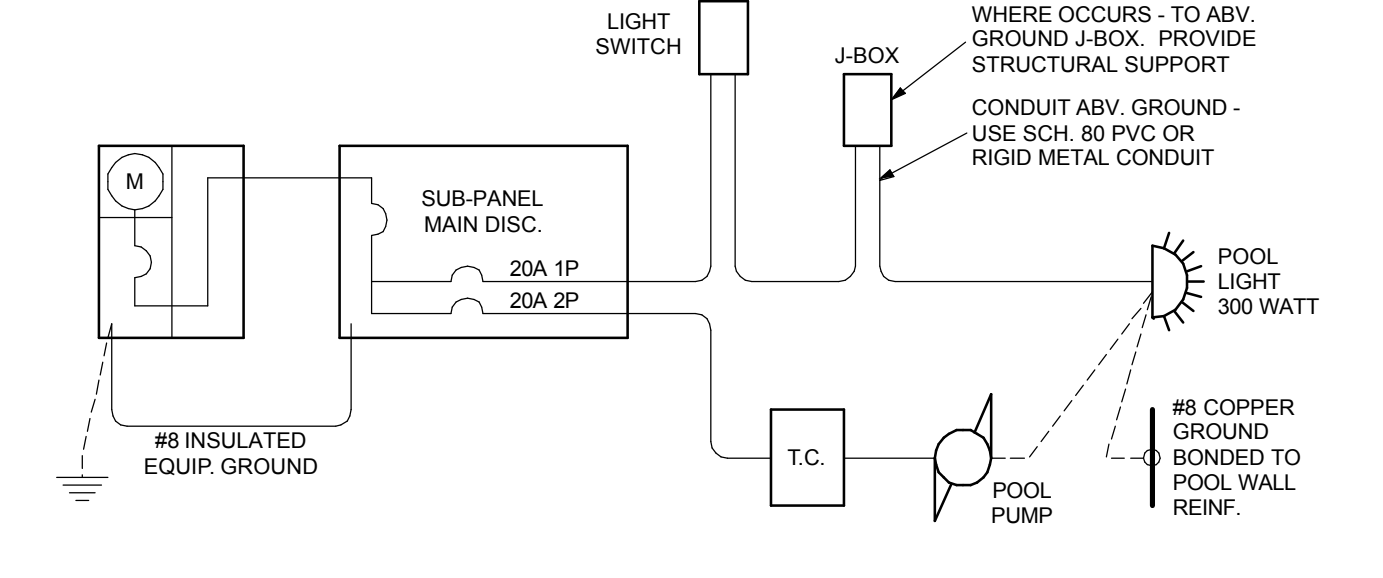 LIGHT
SWITCH
J-BOX
WHERE OCCURS - TO ABV.
GROUND J-BOX. PROVIDE
STRUCTURAL SUPPORT
CONDUIT ABV. GROUND -
USE SCH. 80 PVC OR
RIGID METAL CONDUIT
M
SUB-PANEL
MAIN DISC.
20A 1P
20A 2P
POOL
LIGHT
300 WATT
#8 INSULATED
EQUIP. GROUND
T.C.
POOL
PUMP
#8 COPPER
GROUND
BONDED TO
POOL WALL
REINF.